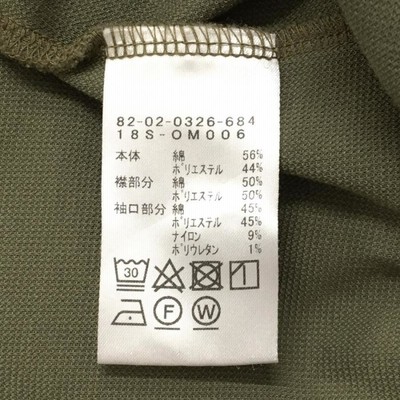 82-02-0326-684
18S-OM006
本体 綿 56%
ポリエステル 44%
襟部分 綿 50%
ポリエステル 50%
袖口部分 綿 45%
ポリエステル 45%
ナイロン 9%
ポリウレタン 1%
30
F W